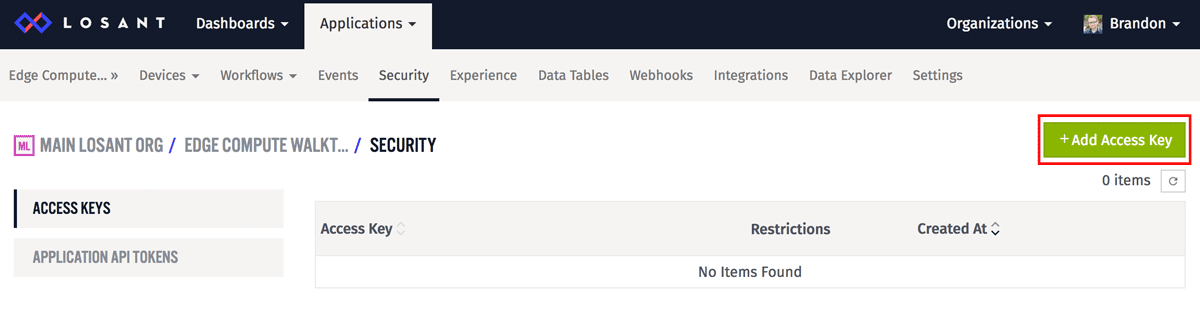 LOSANT Dashboards Applications Organizations Brandon
Edge Compute... » Devices Workflows Events Security Experience Data Tables Webhooks Integrations Data Explorer Settings
ML MAIN LOSANT ORG / EDGE COMPUTE WALKT... / SECURITY
+ Add Access Key
0 items
ACCESS KEYS
APPLICATION API TOKENS
Access Key Restrictions Created At
No Items Found